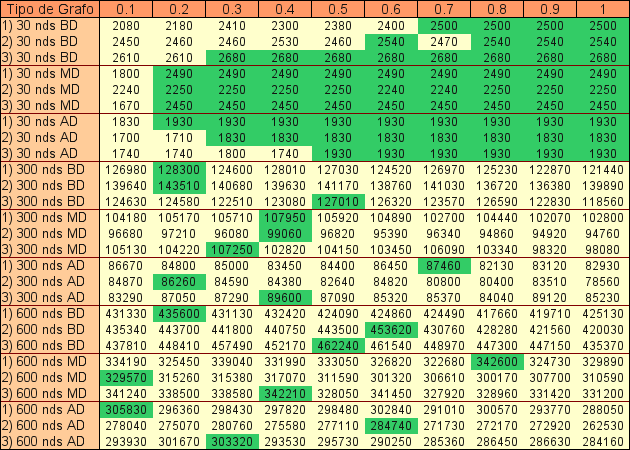 Tipo de Grafo 0.1 0.2 0.3 0.4 0.5 0.6 0.7 0.8 0.9 1
1) 30 nds BD 2080 2180 2410 2300 2380 2400 2500 2500 2500 2500
2) 30 nds BD 2450 2460 2460 2530 2460 2540 2470 2540 2540 2540
3) 30 nds BD 2610 2610 2680 2680 2680 2680 2680 2680 2680 2680
1) 30 nds MD 1800 2490 2490 2490 2490 2490 2490 2490 2490 2490
2) 30 nds MD 2240 2250 2250 2250 2250 2250 2250 2250 2250 2250
3) 30 nds MD 1670 2450 2450 2450 2450 2450 2450 2450 2450 2450
1) 30 nds AD 1830 1930 1930 1930 1930 1930 1930 1930 1930 1930
2) 30 nds AD 1700 1710 1830 1830 1830 1830 1830 1830 1830 1830
3) 30 nds AD 1740 1740 1800 1740 1930 1930 1930 1930 1930 1930
1) 300 nds BD 126980 128300 124600 128010 127030 124520 126970 125230 122870 121440
2) 300 nds BD 139640 143510 140680 139630 141170 138760 141030 136720 136380 139890
3) 300 nds BD 124630 124580 122510 123080 127010 126320 123570 126590 122830 118560
1) 300 nds MD 104180 105170 105710 107950 105920 104890 102700 104440 102070 102800
2) 300 nds MD 96680 97210 96080 99060 96820 95390 96340 94860 94920 94760
3) 300 nds MD 105130 104220 107250 102820 104150 103450 106090 103340 98320 98080
1) 300 nds AD 86670 84800 85000 83450 84400 86450 87460 82130 83120 82930
2) 300 nds AD 84870 86260 84590 84380 82640 84820 80800 80400 83510 78560
3) 300 nds AD 83290 87050 87290 89600 87090 85320 85370 84040 89120 85230
1) 600 nds BD 431330 435600 431130 432420 424090 424860 424490 417660 419710 425130
2) 600 nds BD 435340 443700 441800 440750 443500 453620 430760 428280 421560 420030
3) 600 nds BD 437810 448410 457490 452170 462240 461540 448970 447300 447150 435370
1) 600 nds MD 334190 325450 339040 331990 333050 326820 322680 342600 324730 329890
2) 600 nds MD 329570 315260 315380 317070 311590 301320 306610 300170 307700 310590
3) 600 nds MD 341240 338500 338580 342210 328050 341450 327920 328960 331420 331200
1) 600 nds AD 305830 296360 298430 297820 298480 302840 291010 300570 293770 288050
2) 600 nds AD 278040 275070 280760 275580 277110 284740 271730 272170 272920 262530
3) 600 nds AD 293930 301670 303320 293530 295730 290250 285360 286450 286630 284160